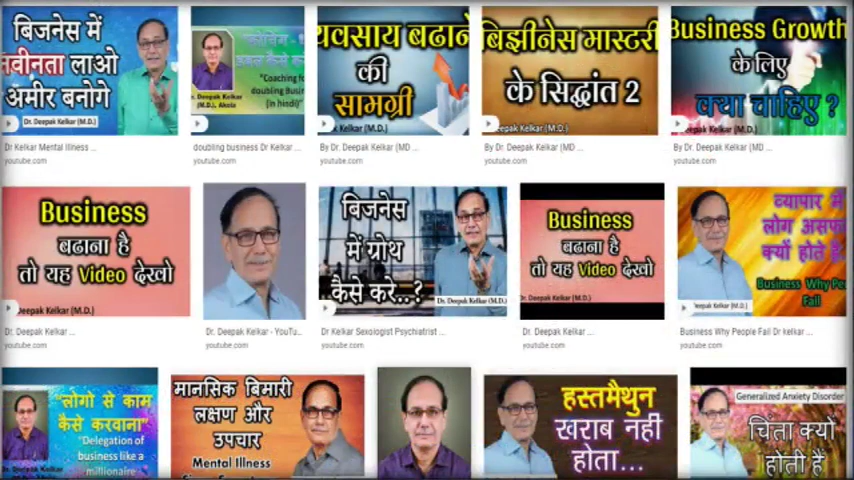 बिजनेस में
नवीनता लाओ
अमीर बनोगे
Dr. Deepak Kelkar (M.D.)
Dr Kelkar Mental Illness ...
youtube.com
"Coaching for
doubling Busin
(in hindi)"
Dr. Deepak Kelkar
(M.D.), Akola
doubling business Dr Kelkar ...
youtube.com
व्यवसाय बढाने
की
सामग्री
Kelkar (M.D.)
By Dr. Deepak Kelkar (MD ...
youtube.com
बिझीनेस मास्टरी
के सिद्धांत 2
eepak Kelkar (M.D.)
By Dr. Deepak Kelkar (MD ...
youtube.com
Business Growth
के लिए
क्या चाहिए ?
eepak Kelkar (M.D.)
By Dr. Deepak Kelkar (MD ...
youtube.com
Business
बढाना है
तो यह Video देखो
Deepak Kelkar (M.D.)
Dr. Deepak Kelkar ...
youtube.com
Dr. Deepak Kelkar - YouTu...
youtube.com
बिजनेस
में ग्रोथ
कैसे करे..?
Dr. Deepak Kelkar (M.D.)
Dr Kelkar Sexologist Psychiatrist ...
youtube.com
Business
बढाना है
तो यह Video देखो
Dr. Deepak Kelkar (M.D.)
Dr. Deepak Kelkar ...
youtube.com
व्यापार में
लोग असफ
क्यों होते
Business Why Pe
Fail
Deepak Kelkar (M.D.)
Business Why People Fail Dr kelkar ...
youtube.com
"लोगो से काम
कैसे करवाना"
"Delegation of
business like a
millionaire
Dr. Deepak Kelkar
मानसिक बिमारी
लक्षण और
उपचार
Mental Illness
हस्तमैथुन
खराब नही
होता...
Generalized Anxiety Disorder
चिंता क्यों
होती हैं